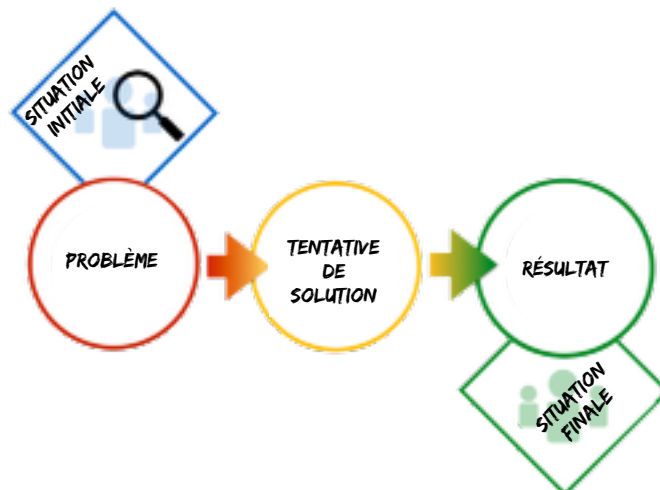 SITUATION
INITIALE
PROBLÈME
TENTATIVE
DE
SOLUTION
RÉSULTAT
SITUATION
FINALE